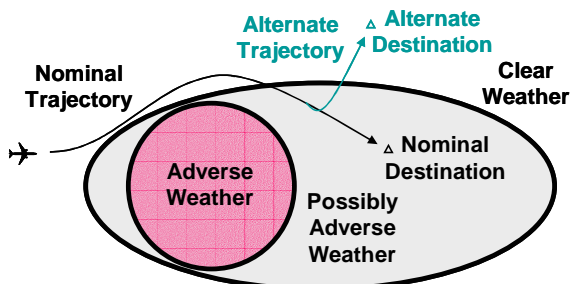 Alternate
Trajectory
Alternate
Destination
Nominal
Trajectory
Clear
Weather
Nominal
Destination
Adverse
Weather
Possibly
Adverse
Weather